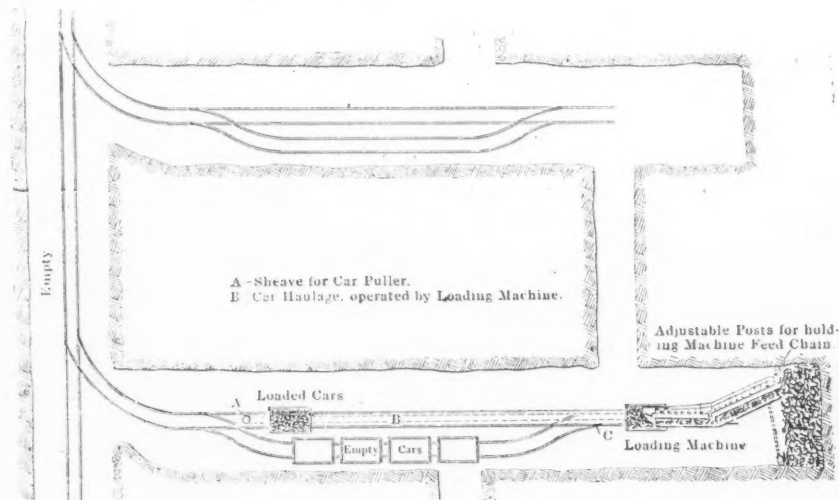 Empty
A - Sheave for Car Puller.
B Car Haulage, operated by Loading Machine.
Adjustable Posts for hold-
ing Machine Feed Chain.
A
Loaded Cars
B
C
Loading Machine
Empty
Cars